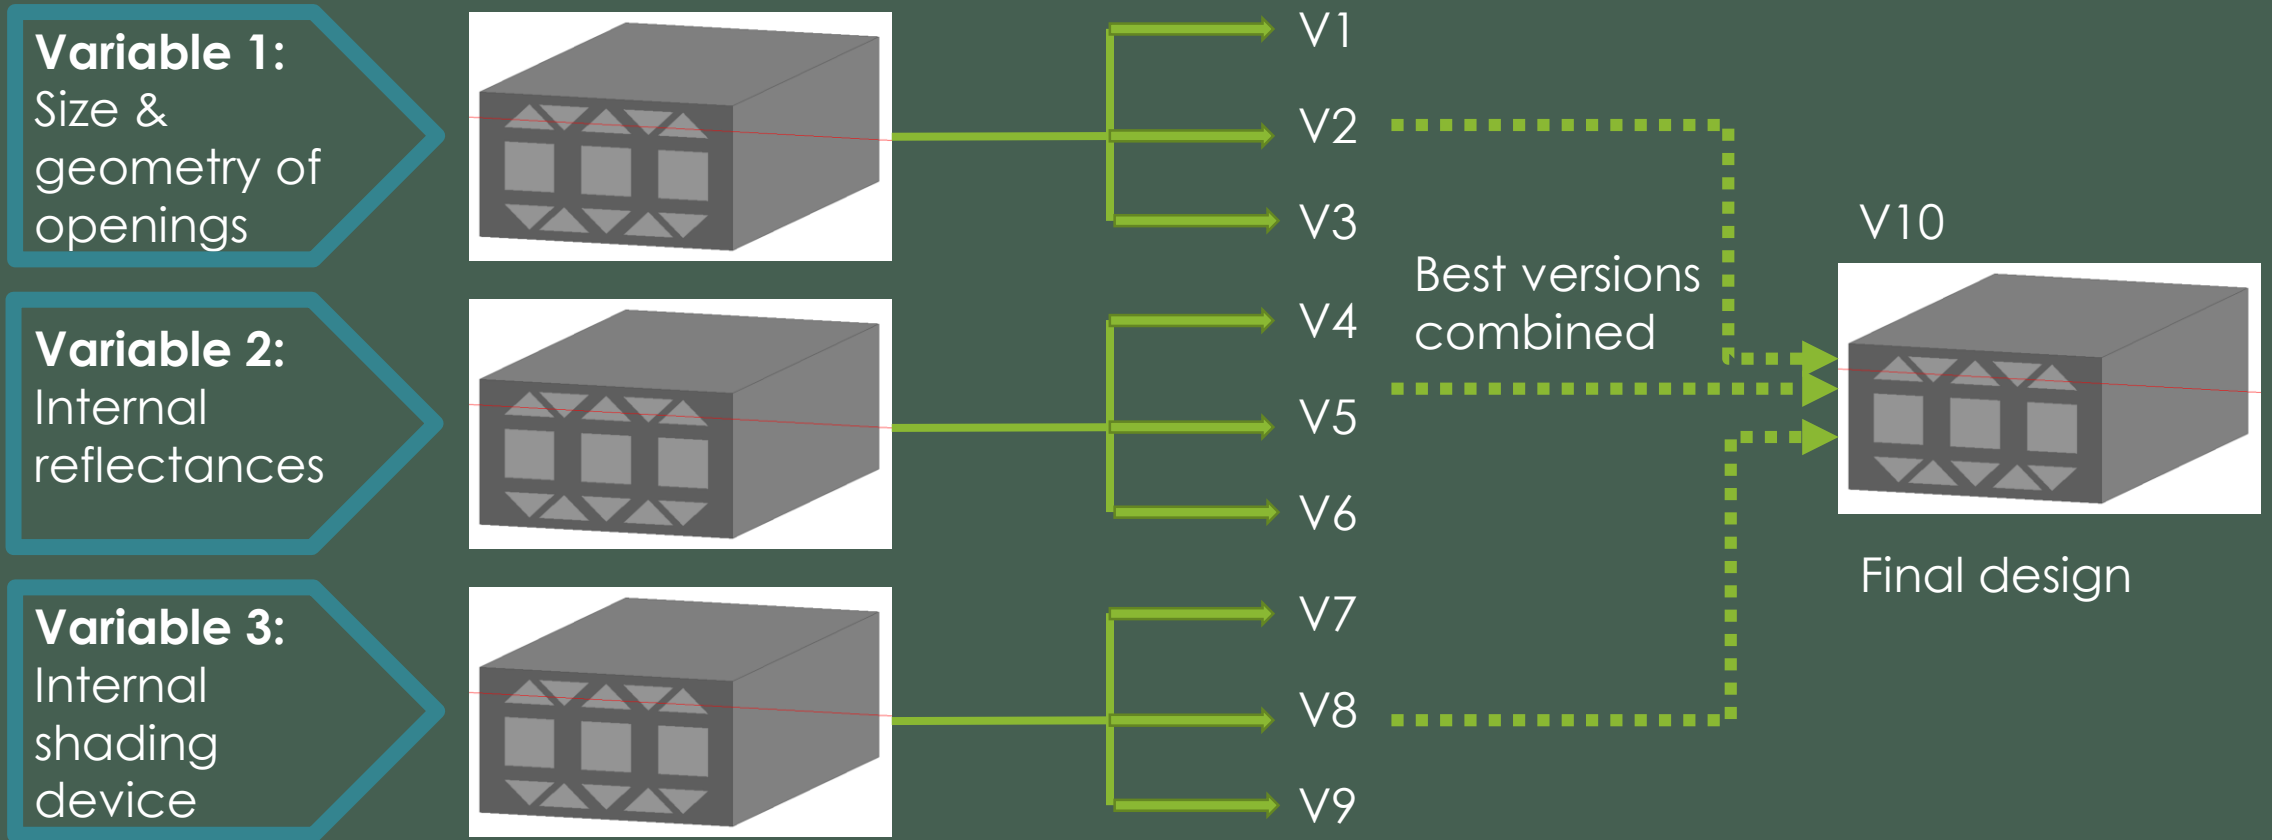 Variable 1:
Size &
geometry of
openings
V1
V2
V3
Variable 2:
Internal
reflectances
V4
V5
V6
Variable 3:
Internal
shading
device
V7
V8
V9
Best versions
combined
V10
Final design